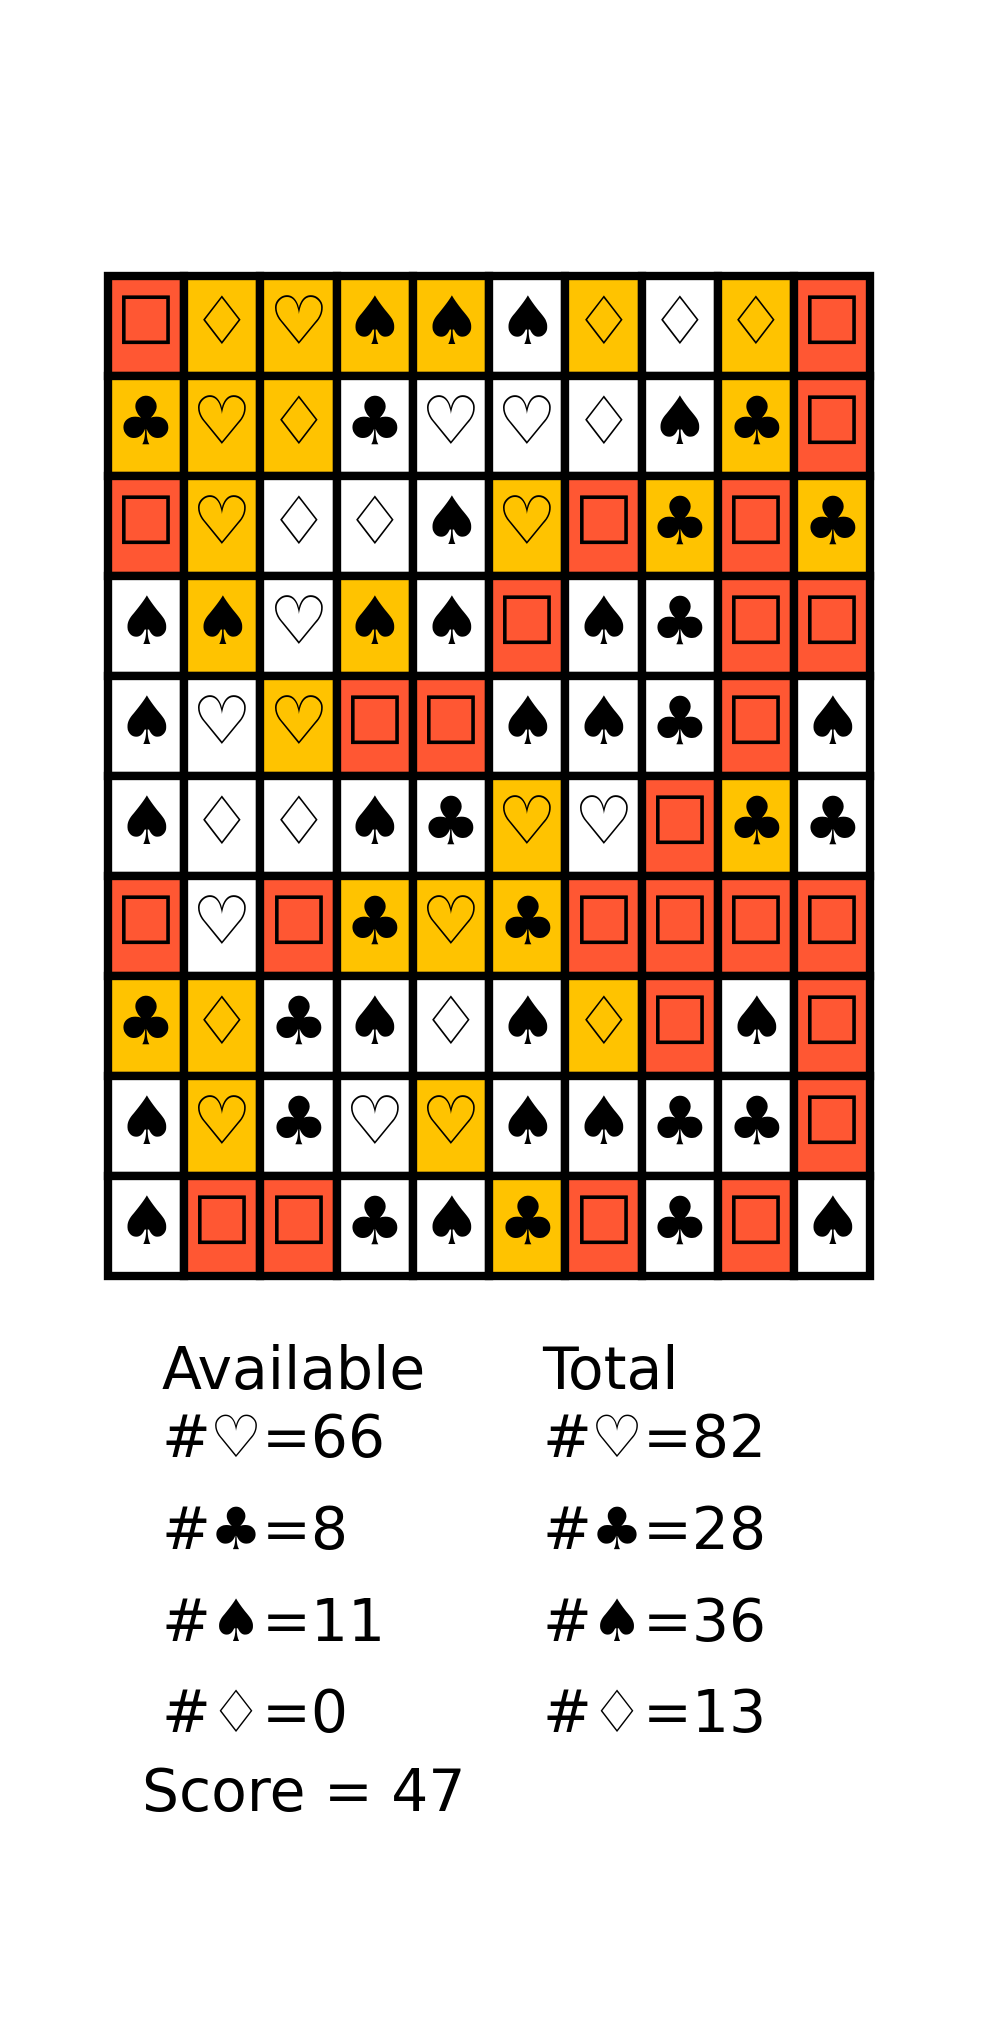 □ ♢ ♡ ♠ ♠ ♠ ♢ ♢ ♢ □
♣ ♡ ♢ ♣ ♡ ♡ ♢ ♠ ♣ □
□ ♡ ♢ ♢ ♠ ♡ □ ♣ □ ♣
♠ ♠ ♡ ♠ ♠ □ ♠ ♣ □ □
♠ ♡ ♡ □ □ ♠ ♠ ♣ □ ♠
♠ ♢ ♢ ♠ ♣ ♡ ♡ □ ♣ ♣
□ ♡ □ ♣ ♡ ♣ □ □ □ □
♣ ♢ ♣ ♠ ♢ ♠ ♢ □ ♠ □
♠ ♡ ♣ ♡ ♡ ♠ ♠ ♣ ♣ □
♠ □ □ ♣ ♠ ♣ □ ♣ □ ♠
Available Total
#♡=66 #♡=82
#♣=8 #♣=28
#♠=11 #♠=36
#♢=0 #♢=13
Score = 47